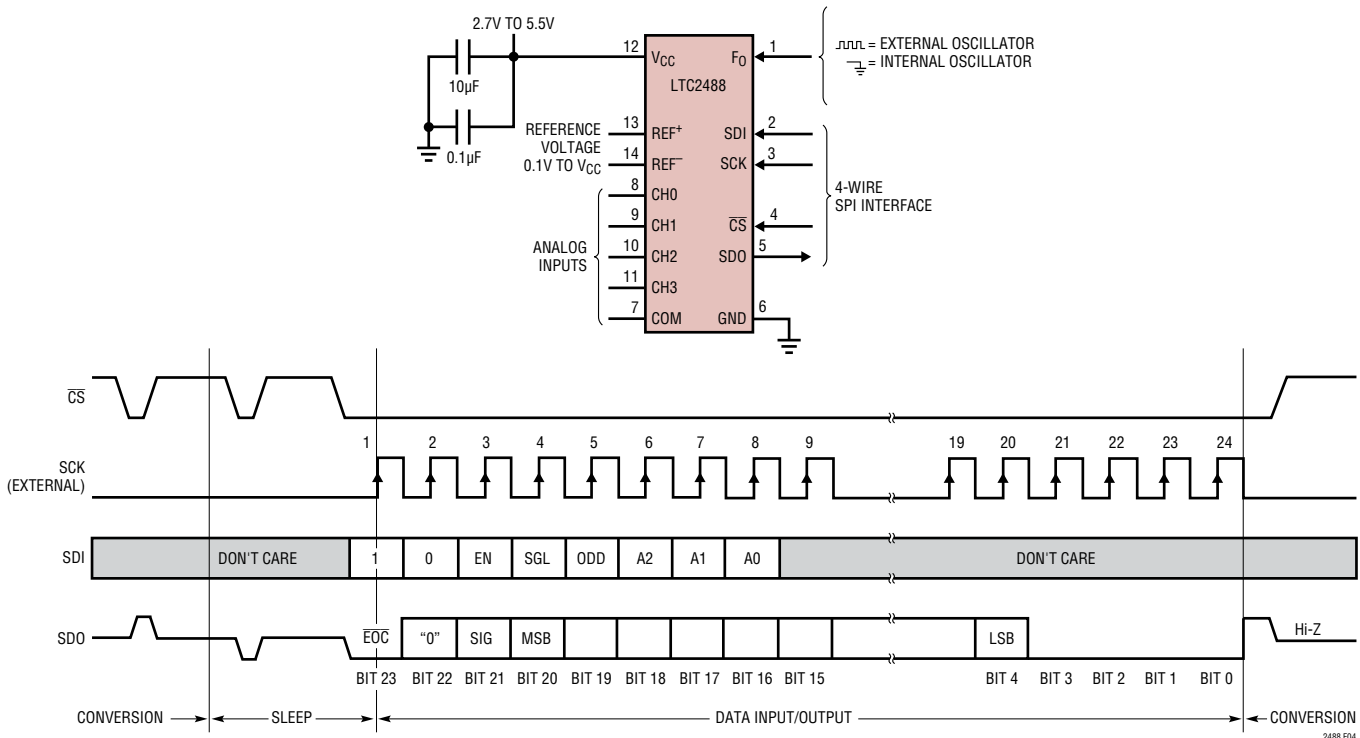 2.7V TO 5.5V
10µF
0.1µF
REFERENCE
VOLTAGE
0.1V TO VCC
ANALOG
INPUTS
12
13
14
8
9
10
11
7
VCC
LTC2488
REF+
REF–
CH0
CH1
CH2
CH3
COM
FO
SDI
SCK
CS
SDO
GND
1
2
3
4
5
6
= EXTERNAL OSCILLATOR
= INTERNAL OSCILLATOR
4-WIRE
SPI INTERFACE
CS
1 2 3 4 5 6 7 8 9 19 20 21 22 23 24
SCK
(EXTERNAL)
SDI DON'T CARE 1 0 EN SGL ODD A2 A1 A0 DON'T CARE
SDO EOC "0" SIG MSB LSB Hi-Z
BIT 23 BIT 22 BIT 21 BIT 20 BIT 19 BIT 18 BIT 17 BIT 16 BIT 15 BIT 4 BIT 3 BIT 2 BIT 1 BIT 0
CONVERSION SLEEP DATA INPUT/OUTPUT CONVERSION
2488 F04